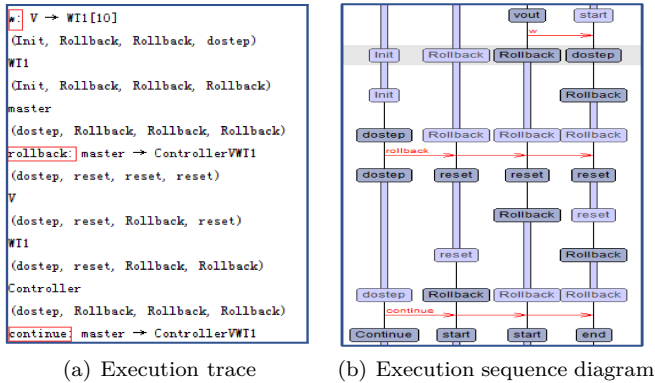 w: V → WT1[10]
(Init, Rollback, Rollback, dostep)
WT1
(Init, Rollback, Rollback, Rollback)
master
(dostep, Rollback, Rollback, Rollback)
rollback: master → ControllerVWT1
(dostep, reset, reset, reset)
V
(dostep, reset, Rollback, reset)
WT1
(dostep, reset, Rollback, Rollback)
Controller
(dostep, Rollback, Rollback, Rollback)
continue: master → ControllerVWT1
(a) Execution trace
vout start
w
Init Rollback Rollback dostep
Init Rollback
dostep Rollback Rollback Rollback
rollback
dostep reset reset reset
Rollback reset
reset Rollback
dostep Rollback Rollback Rollback
continue
Continue start start end
(b) Execution sequence diagram